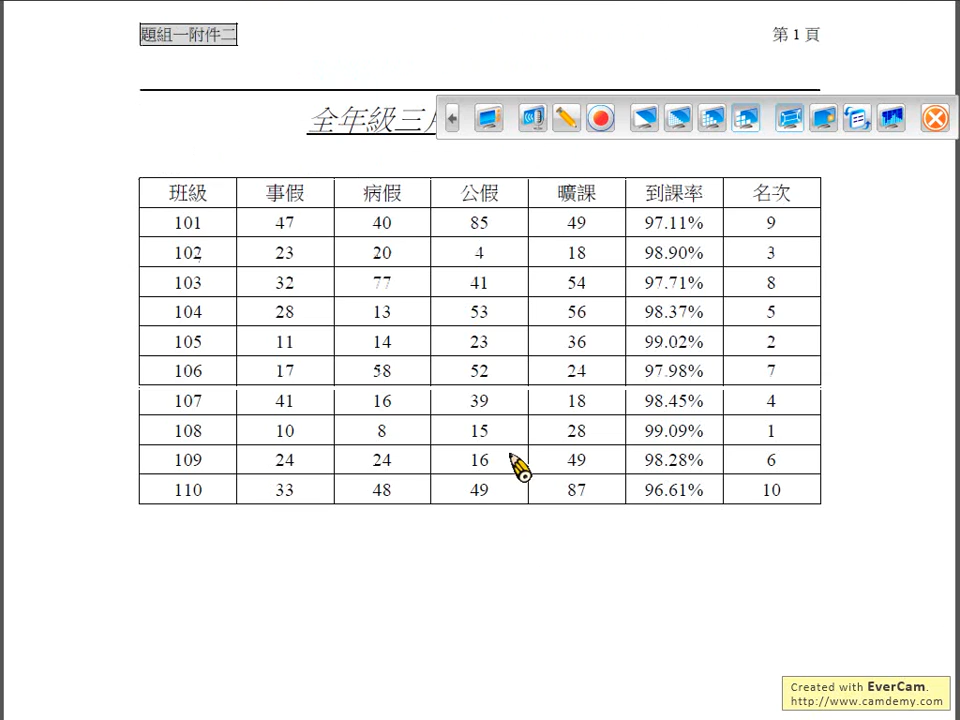 題組一附件二 第 1 頁
全年級三月
班級 事假 病假 公假 曠課 到課率 名次
101 47 40 85 49 97.11% 9
102 23 20 4 18 98.90% 3
103 32 77 41 54 97.71% 8
104 28 13 53 56 98.37% 5
105 11 14 23 36 99.02% 2
106 17 58 52 24 97.98% 7
107 41 16 39 18 98.45% 4
108 10 8 15 28 99.09% 1
109 24 24 16 49 98.28% 6
110 33 48 49 87 96.61% 10
Created with EverCam.
http://www.camdemy.com